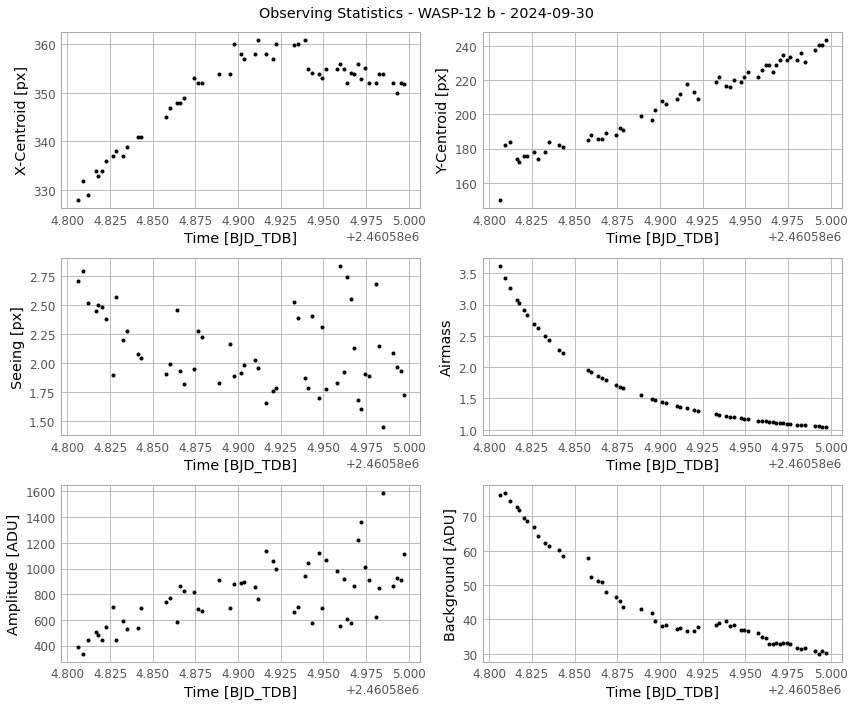 Observing Statistics - WASP-12 b - 2024-09-30
X-Centroid [px]
360
350
340
330
4.800 4.825 4.850 4.875 4.900 4.925 4.950 4.975 5.000
Time [BJD_TDB]
+2.46058e6
Y-Centroid [px]
240
220
200
180
160
4.800 4.825 4.850 4.875 4.900 4.925 4.950 4.975 5.000
Time [BJD_TDB]
+2.46058e6
Seeing [px]
2.75
2.50
2.25
2.00
1.75
1.50
4.800 4.825 4.850 4.875 4.900 4.925 4.950 4.975 5.000
Time [BJD_TDB]
+2.46058e6
Airmass
3.5
3.0
2.5
2.0
1.5
1.0
4.800 4.825 4.850 4.875 4.900 4.925 4.950 4.975 5.000
Time [BJD_TDB]
+2.46058e6
Amplitude [ADU]
1600
1400
1200
1000
800
600
400
4.800 4.825 4.850 4.875 4.900 4.925 4.950 4.975 5.000
Time [BJD_TDB]
+2.46058e6
Background [ADU]
70
60
50
40
30
4.800 4.825 4.850 4.875 4.900 4.925 4.950 4.975 5.000
Time [BJD_TDB]
+2.46058e6